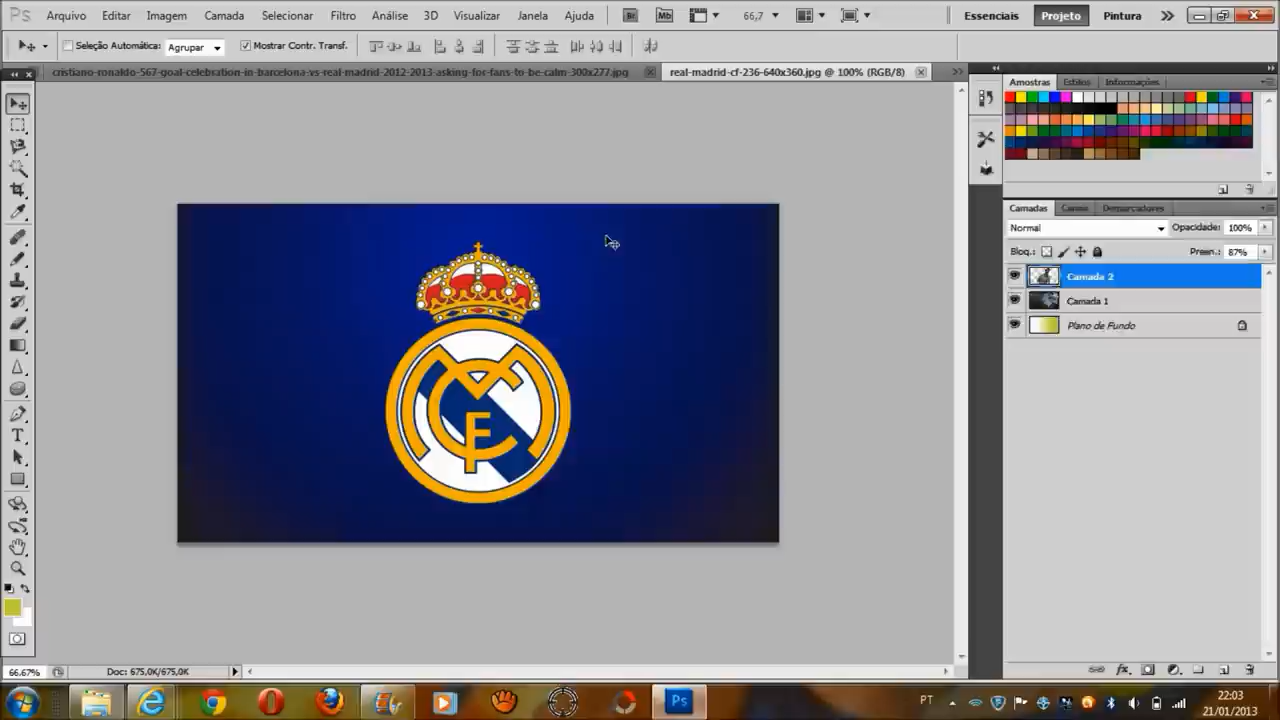 Ps Arquivo Editar Imagem Camada Selecionar Filtro Análise 3D Visualizar Janela Ajuda Br Mb 66,7 Essenciais Projeto Pintura
Seleção Automática: Agrupar Mostrar Contr. Transf.
cristiano-ronaldo-567-goal-celebration-in-barcelona-vs-real-madrid-2012-2013-asking-for-fans-to-be-calm-300x277.jpg
real-madrid-cf-236-640x360.jpg @ 100% (RGB/8)
Amostras Estilos Informações
Camadas Canais Demarcadores
Normal Opacidade: 100%
Bloq.: Preen.: 87%
Camada 2
Camada 1
Plano de Fundo
66.67% Doc: 675,0K/675,0K
Ps PT 22:03
21/01/2013